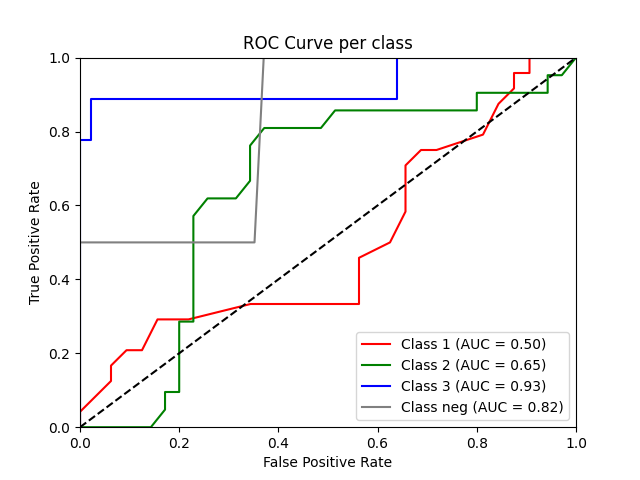 ROC Curve per class
1.0
0.8
0.6
0.4
0.2
0.0
True Positive Rate
Class 1 (AUC = 0.50)
Class 2 (AUC = 0.65)
Class 3 (AUC = 0.93)
Class neg (AUC = 0.82)
0.0 0.2 0.4 0.6 0.8 1.0
False Positive Rate